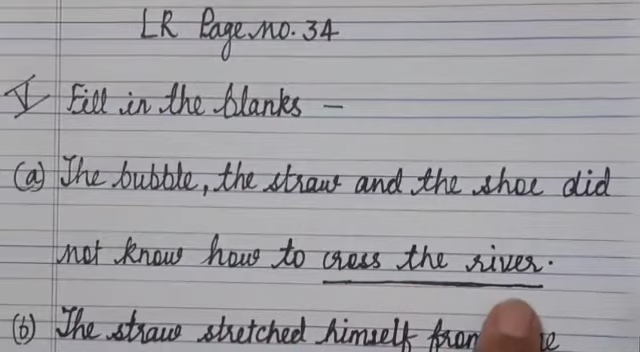 LR Page no. 34
V Fill in the blanks —
(a) The bubble, the straw and the shoe did
not know how to cross the river.
(b) The straw stretched himself from